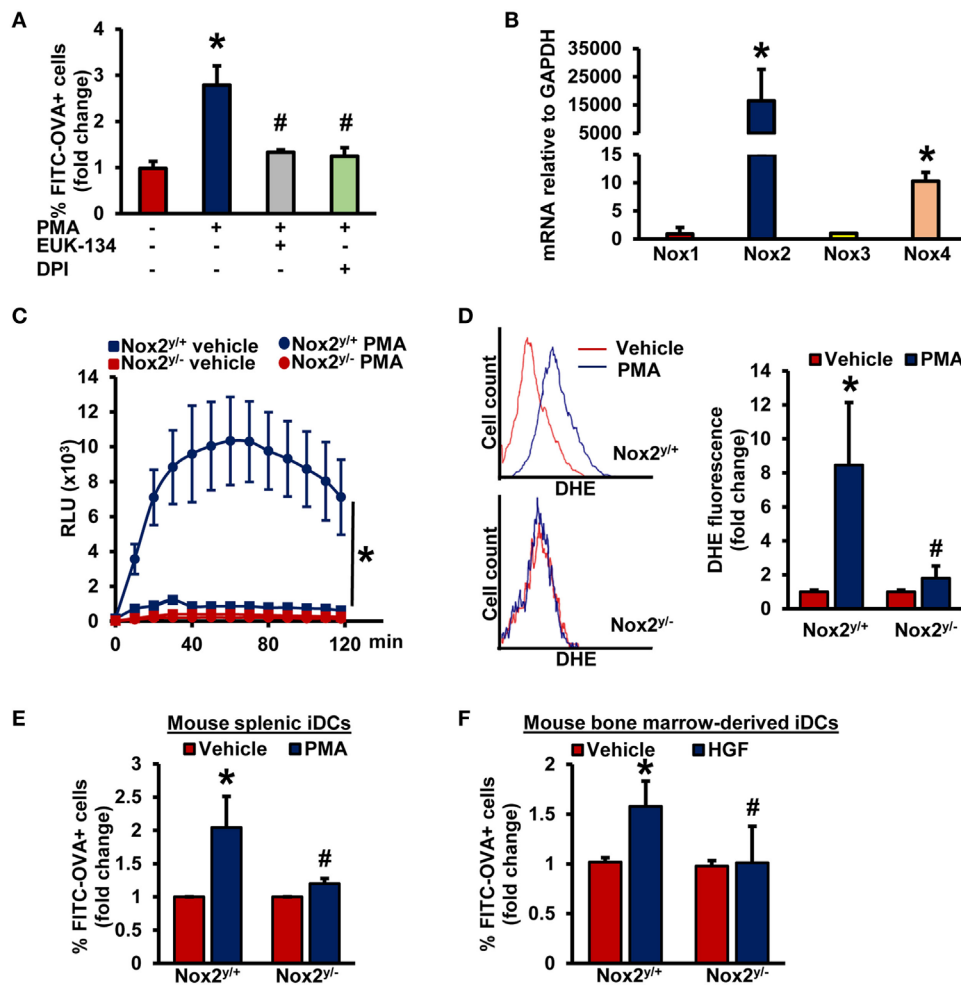 A
% FITC-OVA+ cells
(fold change)
4
3
2
1
0
*
#
#
PMA - + + +
EUK-134 - - + -
DPI - - - +
B
mRNA relative to GAPDH
35000
25000
15000
5000
15
10
5
0
*
*
Nox1 Nox2 Nox3 Nox4
C
Nox2y/+ vehicle Nox2y/+ PMA
Nox2y/- vehicle Nox2y/- PMA
RLU (x10³)
14
12
10
8
6
4
2
0
*
0 40 80 120 min
D
Cell count
Vehicle
PMA
Nox2y/+
DHE
Cell count
Nox2y/-
DHE
Vehicle PMA
DHE fluorescence
(fold change)
14
12
10
8
6
4
2
0
*
#
Nox2y/+ Nox2y/-
E
Mouse splenic iDCs
Vehicle PMA
% FITC-OVA+ cells
(fold change)
3
2.5
2
1.5
1
0.5
0
*
#
Nox2y/+ Nox2y/-
F
Mouse bone marrow-derived iDCs
Vehicle HGF
% FITC-OVA+ cells
(fold change)
2
1.5
1
0.5
0
*
#
Nox2y/+ Nox2y/-